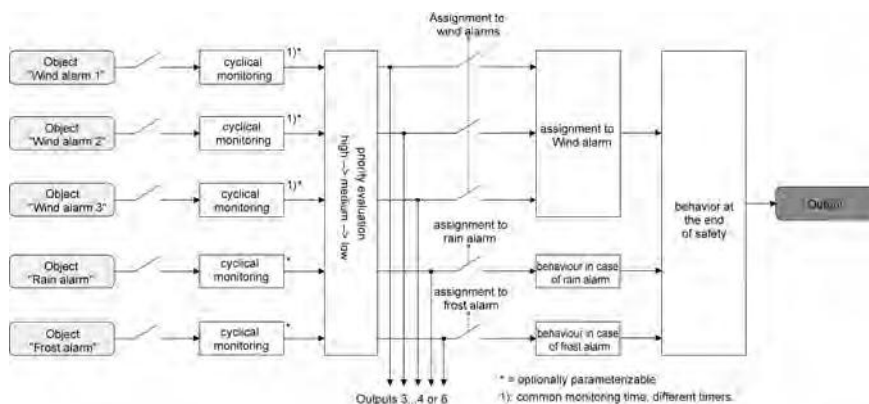 Assignment to
wind alarms
Object
"Wind alarm 1"
cyclical
monitoring
1)*
Object
"Wind alarm 2"
cyclical
monitoring
1)*
Object
"Wind alarm 3"
cyclical
monitoring
1)*
Object
"Rain alarm"
cyclical
monitoring
*
Object
"Frost alarm"
cyclical
monitoring
*
priority evaluation
high --> medium --> low
assignment to
Wind alarm
assignment to
rain alarm
behaviour in case
of rain alarm
assignment to
frost alarm
behaviour in case
of frost alarm
behavior at
the end
of safety
Output
Outputs 3...4 or 6
* = optionally parameterizable
1): common monitoring time, different timers.